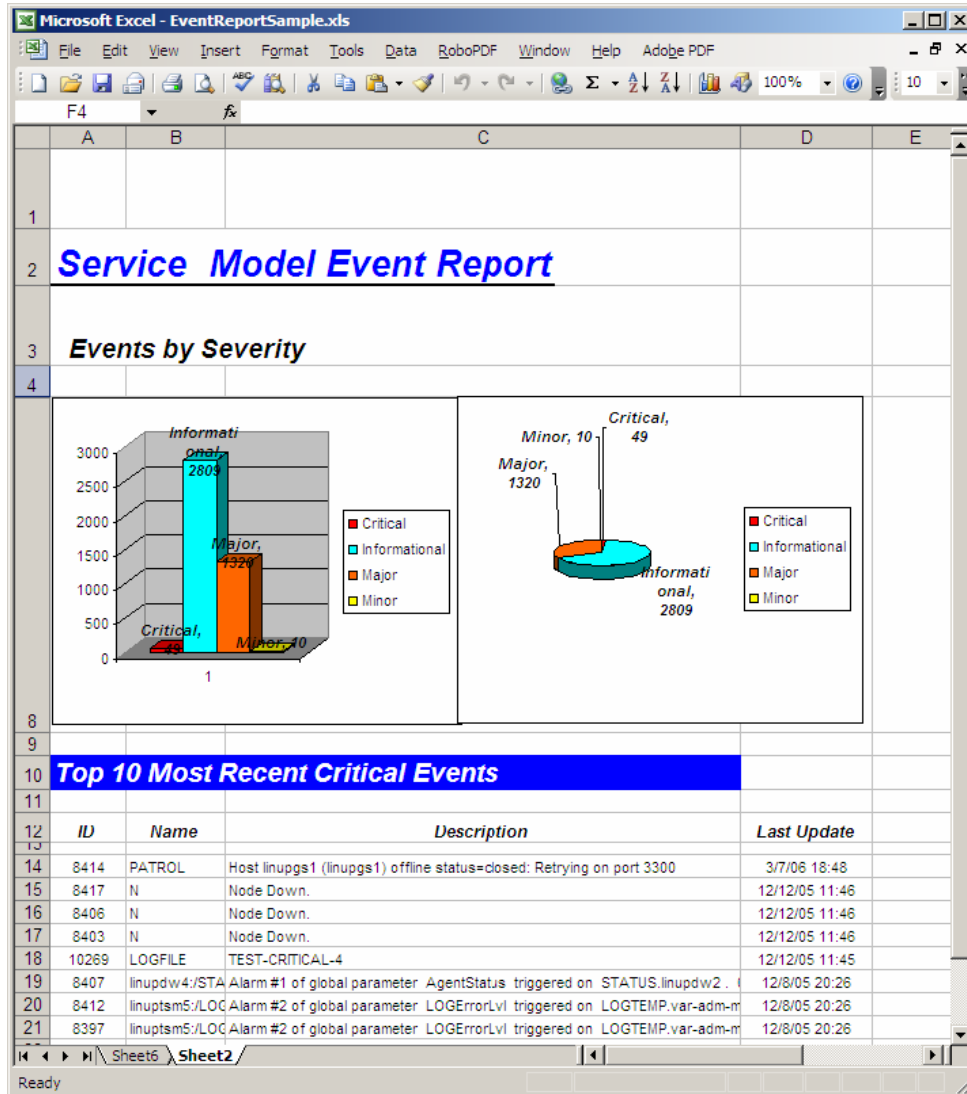 Microsoft Excel - EventReportSample.xls
File Edit View Insert Format Tools Data RoboPDF Window Help Adobe PDF
100% 10
F4 fx
A B C D E
1
2 Service Model Event Report
3 Events by Severity
4
Informati
onal,
2809
Major,
1320
Critical,
49
Minor, 10
3000
2500
2000
1500
1000
500
0
1
Critical
Informational
Major
Minor
Critical,
49
Minor, 10
Major,
1320
Informati
onal,
2809
Critical
Informational
Major
Minor
8
9
10 Top 10 Most Recent Critical Events
11
12 ID Name Description Last Update
13
14 8414 PATROL Host linupgs1 (linupgs1) offline status=closed: Retrying on port 3300 3/7/06 18:48
15 8417 N Node Down. 12/12/05 11:46
16 8406 N Node Down. 12/12/05 11:46
17 8403 N Node Down. 12/12/05 11:46
18 10269 LOGFILE TEST-CRITICAL-4 12/12/05 11:45
19 8407 linupdw4:/STA Alarm #1 of global parameter AgentStatus triggered on STATUS.linupdw2 . 12/8/05 20:26
20 8412 linuptsm5:/LOG Alarm #2 of global parameter LOGErrorLvl triggered on LOGTEMP.var-adm-m 12/8/05 20:26
21 8397 linuptsm5:/LOG Alarm #2 of global parameter LOGErrorLvl triggered on LOGTEMP.var-adm-m 12/8/05 20:26
Sheet6 Sheet2
Ready